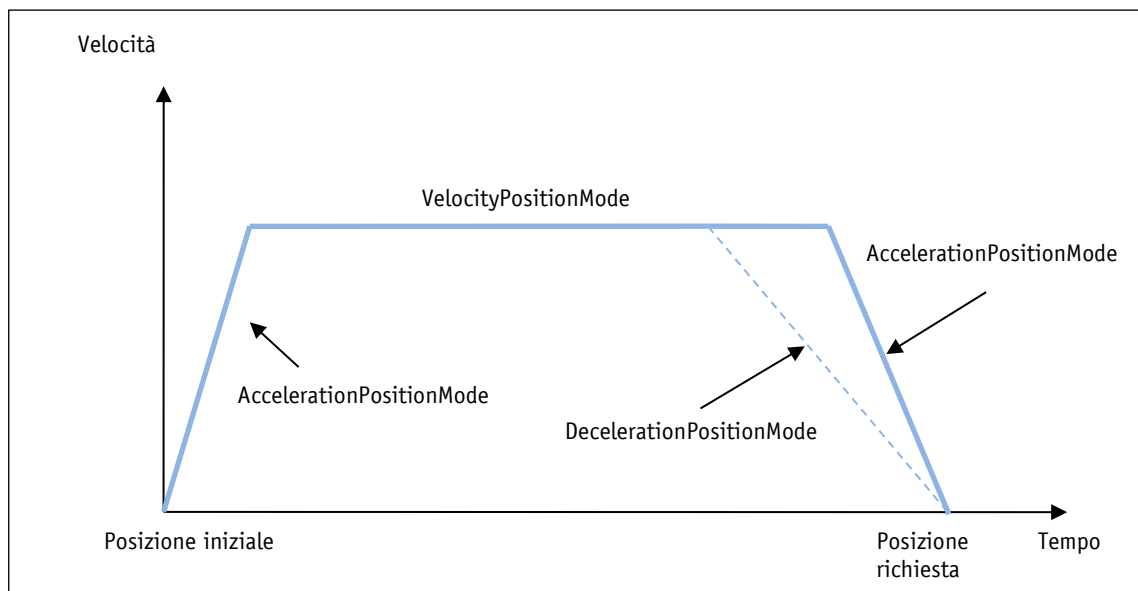 Velocità
VelocityPositionMode
AccelerationPositionMode
AccelerationPositionMode
DecelerationPositionMode
Posizione iniziale
Posizione
richiesta
Tempo